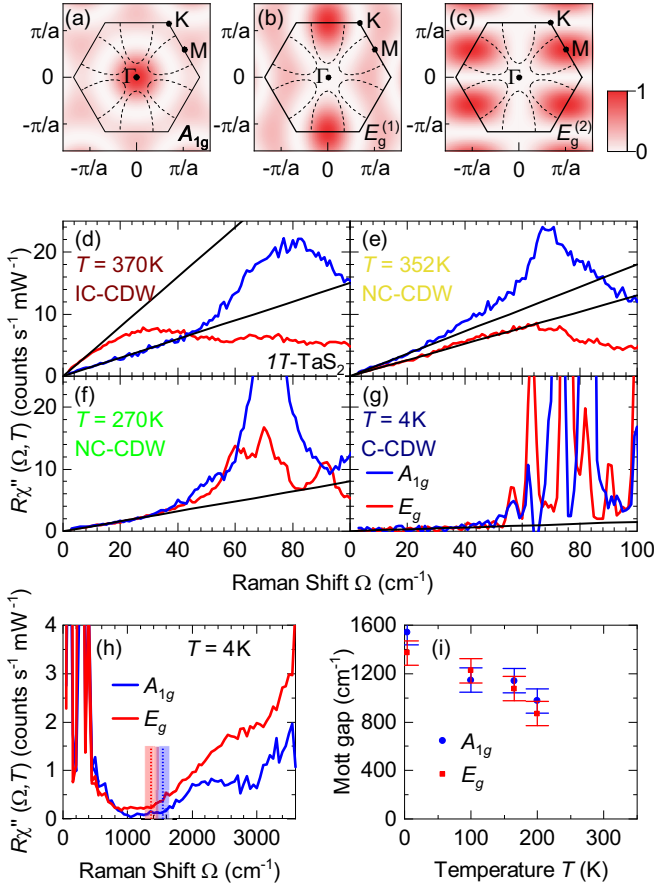 (a) K (b) K (c) K
π/a M π/a M π/a M
0 Γ 0 Γ 0 Γ 1
-π/a A1g -π/a Eg(1) -π/a Eg(2) 0
-π/a 0 π/a -π/a 0 π/a -π/a 0 π/a
Rχ'' (Ω,T) (counts s-1 mW-1)
20 (d) (e)
T = 370K T = 352K
IC-CDW NC-CDW
10
0 1T-TaS2
20 (f) (g)
T = 270K T = 4K
NC-CDW C-CDW
10 A1g
Eg
0
0 20 40 60 80 0 20 40 60 80 100
Raman Shift Ω (cm-1)
Rχ'' (Ω,T) (counts s-1 mW-1)
4 (h) T = 4K
3 A1g
Eg
2
1
0
0 1000 2000 3000
Raman Shift Ω (cm-1)
Mott gap (cm-1)
1600 (i)
1200
800
A1g
400 Eg
0
0 100 200 300
Temperature T (K)